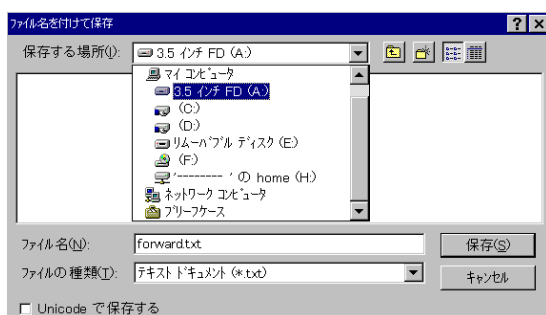 ファイル名を付けて保存
保存する場所(I): 3.5 インチ FD (A:)
マイ コンピュータ
3.5 インチ FD (A:)
(C:)
(D:)
リムーバブル ディスク (E:)
(F:)
'-------- ' の home (H:)
ネットワーク コンピュータ
ブリーフケース
ファイル名(N): forward.txt 保存(S)
ファイルの種類(T): テキスト ドキュメント (*.txt) キャンセル
Unicode で保存する